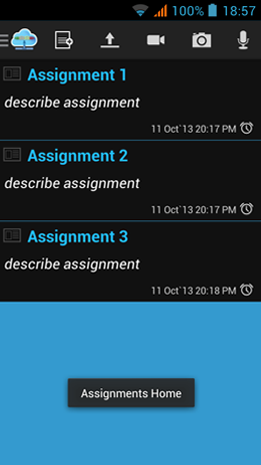 100% 18:57
Assignment 1
describe assignment
11 Oct`13 20:17 PM
Assignment 2
describe assignment
11 Oct`13 20:17 PM
Assignment 3
describe assignment
11 Oct`13 20:18 PM
Assignments Home